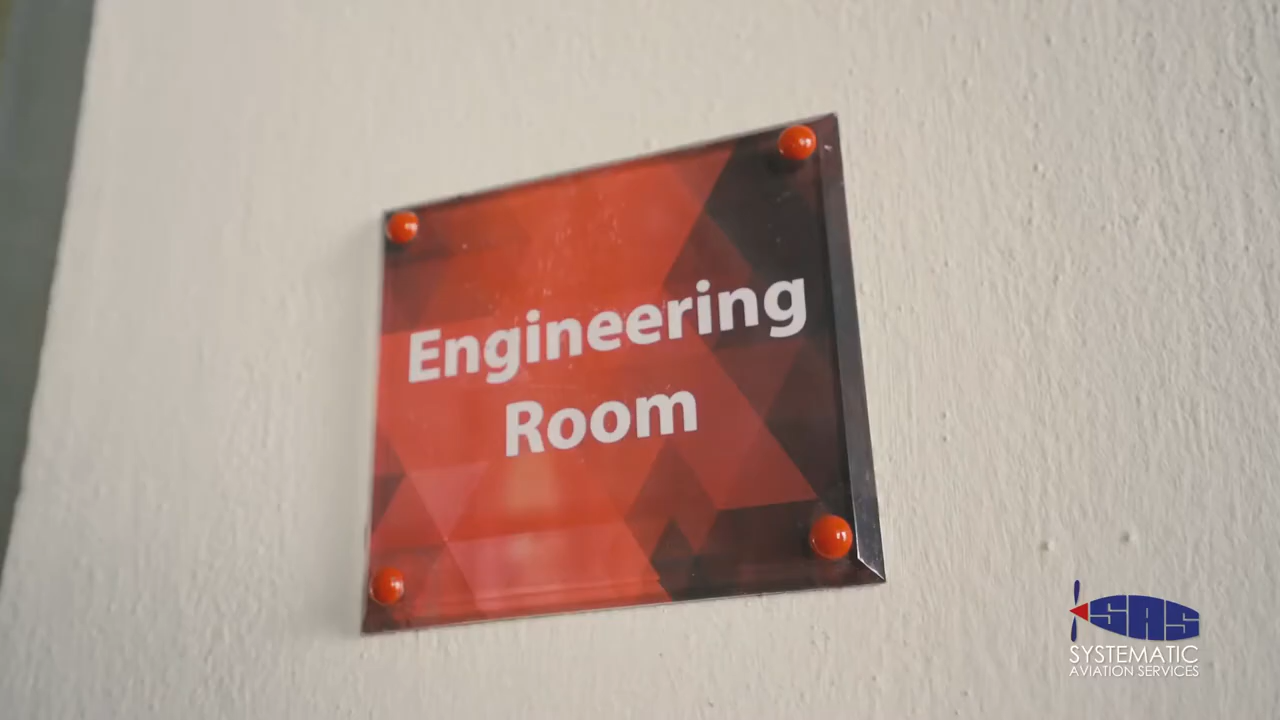 Engineering
Room
SAS
SYSTEMATIC
AVIATION SERVICES